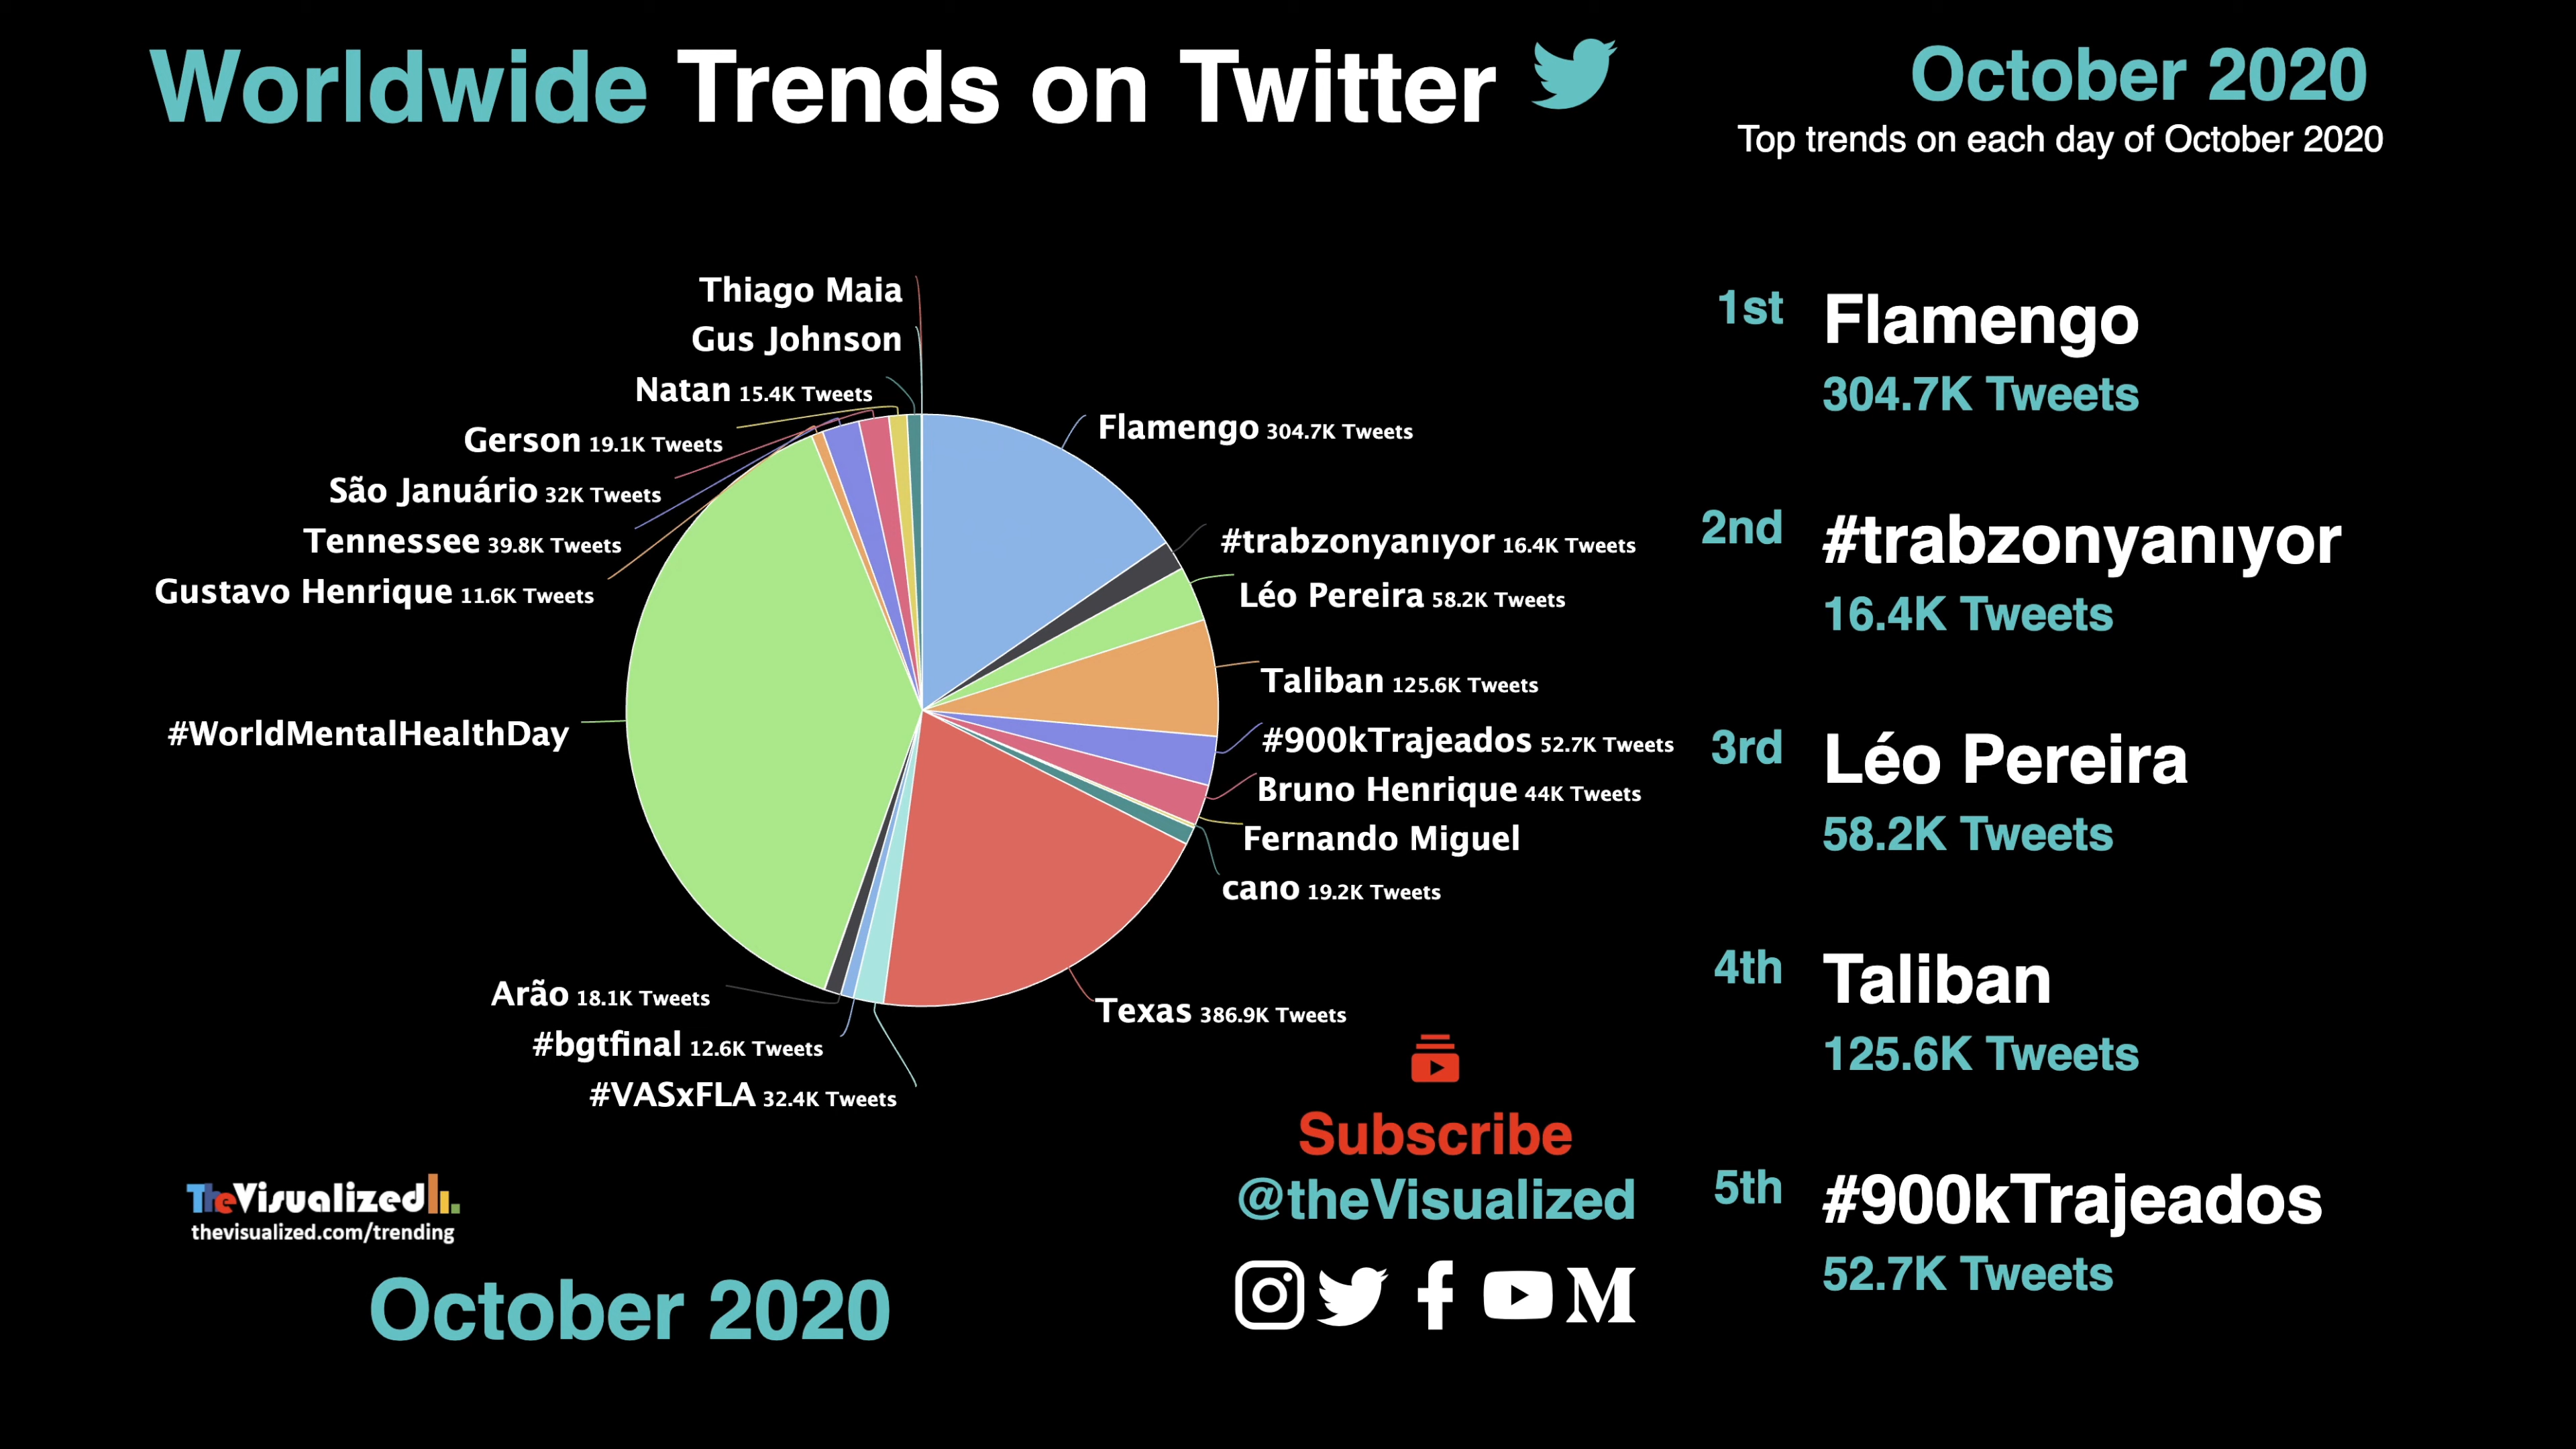 Worldwide Trends on Twitter
October 2020
Top trends on each day of October 2020
Thiago Maia
Gus Johnson
Natan 15.4K Tweets
Gerson 19.1K Tweets
São Januário 32K Tweets
Tennessee 39.8K Tweets
Gustavo Henrique 11.6K Tweets
#WorldMentalHealthDay
Arão 18.1K Tweets
#bgtfinal 12.6K Tweets
#VASxFLA 32.4K Tweets
Flamengo 304.7K Tweets
#trabzonyanıyor 16.4K Tweets
Léo Pereira 58.2K Tweets
Taliban 125.6K Tweets
#900kTrajeados 52.7K Tweets
Bruno Henrique 44K Tweets
Fernando Miguel
cano 19.2K Tweets
Texas 386.9K Tweets
1st Flamengo
304.7K Tweets
2nd #trabzonyanıyor
16.4K Tweets
3rd Léo Pereira
58.2K Tweets
4th Taliban
125.6K Tweets
5th #900kTrajeados
52.7K Tweets
Subscribe
@theVisualized
TheVisualized
thevisualized.com/trending
October 2020